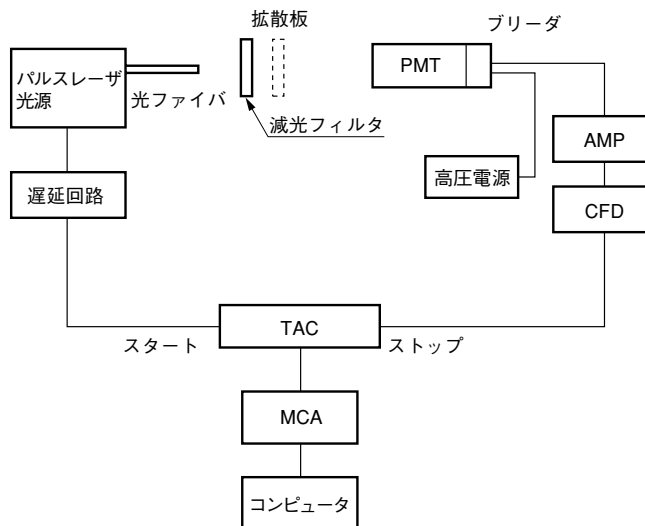 拡散板
ブリーダ
パルスレーザ
光源
光ファイバ
PMT
減光フィルタ
AMP
高圧電源
遅延回路
CFD
TAC
スタート
ストップ
MCA
コンピュータ